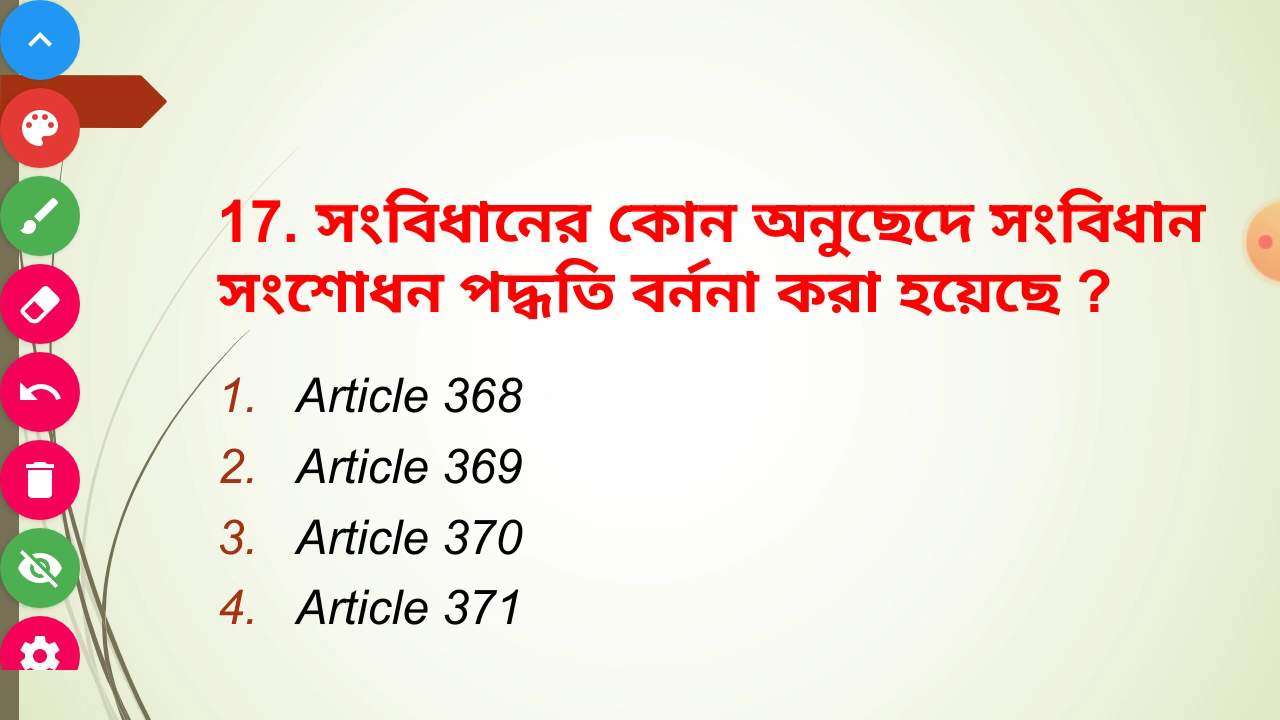 17. সংবিধানের কোন অনুছেদে সংবিধান
সংশোধন পদ্ধতি বর্ননা করা হয়েছে ?
1. Article 368
2. Article 369
3. Article 370
4. Article 371